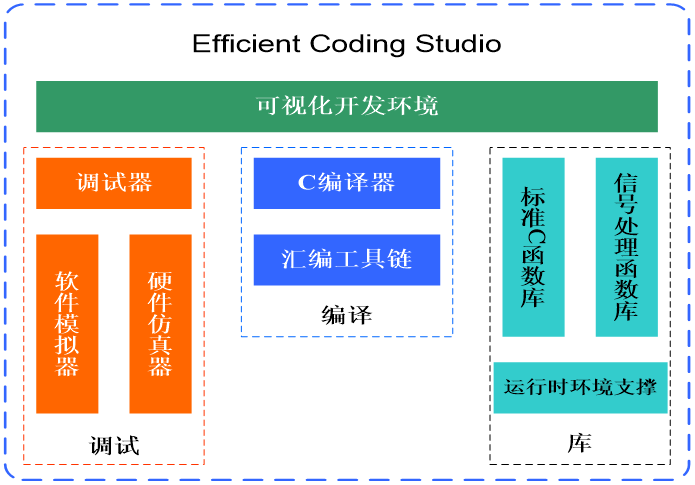 Efficient Coding Studio
可视化开发环境
调试器
软件模拟器
硬件仿真器
调试
C编译器
汇编工具链
编译
标准C函数库
信号处理函数库
运行时环境支撑
库